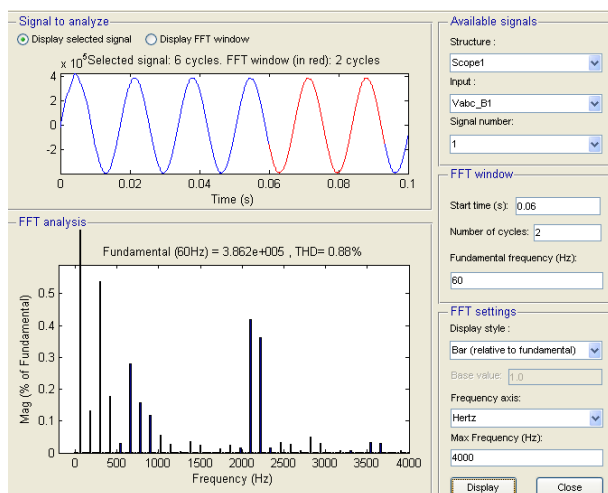 Signal to analyze
Display selected signal Display FFT window
x 10^5 Selected signal: 6 cycles. FFT window (in red): 2 cycles
4
2
0
-2
0 0.02 0.04 0.06 0.08 0.1
Time (s)
FFT analysis
Fundamental (60Hz) = 3.862e+005 , THD= 0.88%
Mag (% of Fundamental)
0.5
0.4
0.3
0.2
0.1
0
0 500 1000 1500 2000 2500 3000 3500 4000
Frequency (Hz)
Available signals
Structure :
Scope1
Input :
Vabc_B1
Signal number:
1
FFT window
Start time (s): 0.06
Number of cycles: 2
Fundamental frequency (Hz):
60
FFT settings
Display style :
Bar (relative to fundamental)
Base value: 1.0
Frequency axis:
Hertz
Max Frequency (Hz):
4000
Display Close